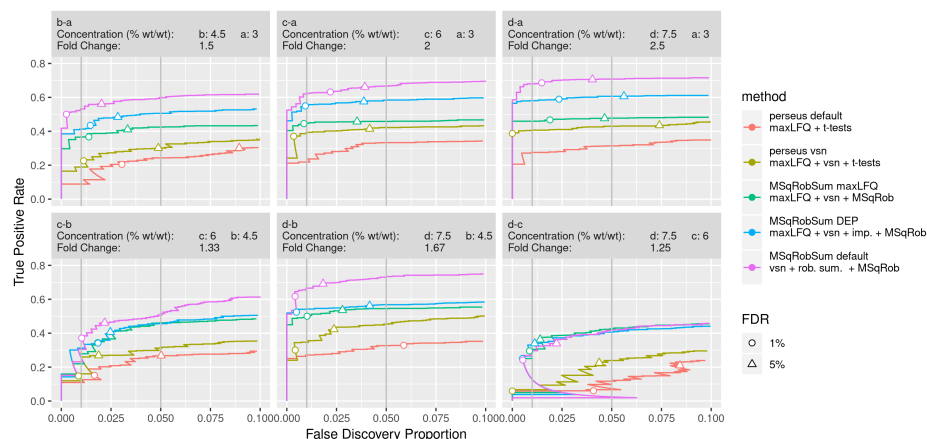 b-a
Concentration (% wt/wt): b: 4.5 a: 3
Fold Change: 1.5
c-a
Concentration (% wt/wt): c: 6 a: 3
Fold Change: 2
d-a
Concentration (% wt/wt): d: 7.5 a: 3
Fold Change: 2.5
0.8
0.6
0.4
0.2
0.0
c-b
Concentration (% wt/wt): c: 6 b: 4.5
Fold Change: 1.33
d-b
Concentration (% wt/wt): d: 7.5 b: 4.5
Fold Change: 1.67
d-c
Concentration (% wt/wt): d: 7.5 c: 6
Fold Change: 1.25
0.8
0.6
0.4
0.2
0.0
0.000 0.025 0.050 0.075 0.100 0.000 0.025 0.050 0.075 0.100 0.000 0.025 0.050 0.075 0.100
False Discovery Proportion
True Positive Rate
method
perseus default
maxLFQ + t-tests
perseus vsn
maxLFQ + vsn + t-tests
MSqRobSum maxLFQ
maxLFQ + vsn + MSqRob
MSqRobSum DEP
maxLFQ + vsn + imp. + MSqRob
MSqRobSum default
vsn + rob. sum. + MSqRob
FDR
1%
5%